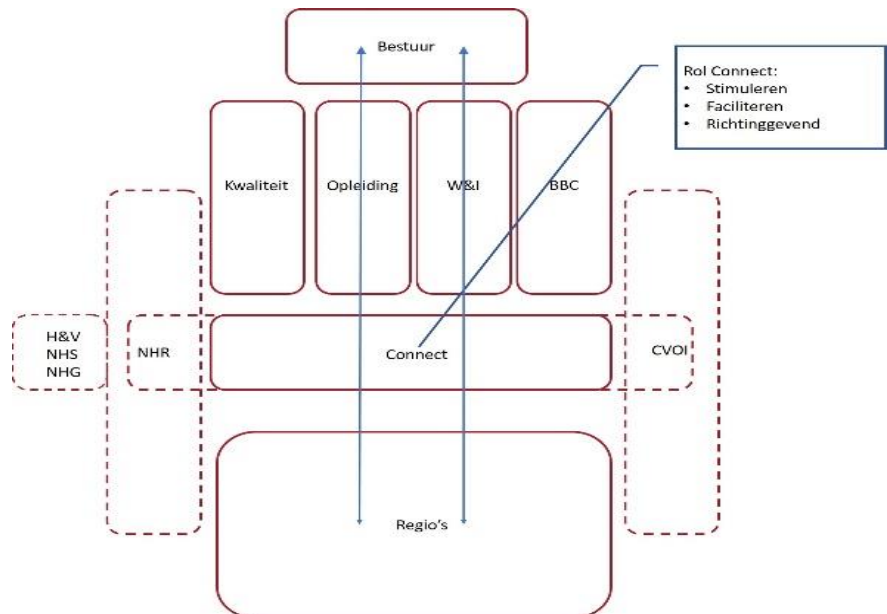 Bestuur
Rol Connect:
• Stimuleren
• Faciliteren
• Richtinggevend
Kwaliteit
Opleiding
W&I
BBC
H&V
NHS
NHG
NHR
Connect
CVOI
Regio's